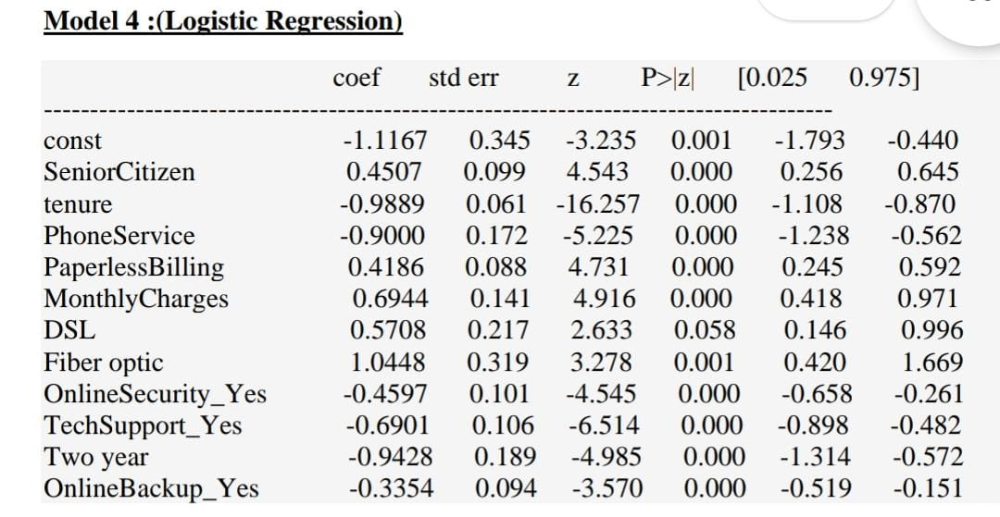 Model 4 :(Logistic Regression)
coef std err z P>|z| [0.025 0.975]
------------------------------------------------------------------------------------------
const -1.1167 0.345 -3.235 0.001 -1.793 -0.440
SeniorCitizen 0.4507 0.099 4.543 0.000 0.256 0.645
tenure -0.9889 0.061 -16.257 0.000 -1.108 -0.870
PhoneService -0.9000 0.172 -5.225 0.000 -1.238 -0.562
PaperlessBilling 0.4186 0.088 4.731 0.000 0.245 0.592
MonthlyCharges 0.6944 0.141 4.916 0.000 0.418 0.971
DSL 0.5708 0.217 2.633 0.058 0.146 0.996
Fiber optic 1.0448 0.319 3.278 0.001 0.420 1.669
OnlineSecurity_Yes -0.4597 0.101 -4.545 0.000 -0.658 -0.261
TechSupport_Yes -0.6901 0.106 -6.514 0.000 -0.898 -0.482
Two year -0.9428 0.189 -4.985 0.000 -1.314 -0.572
OnlineBackup_Yes -0.3354 0.094 -3.570 0.000 -0.519 -0.151